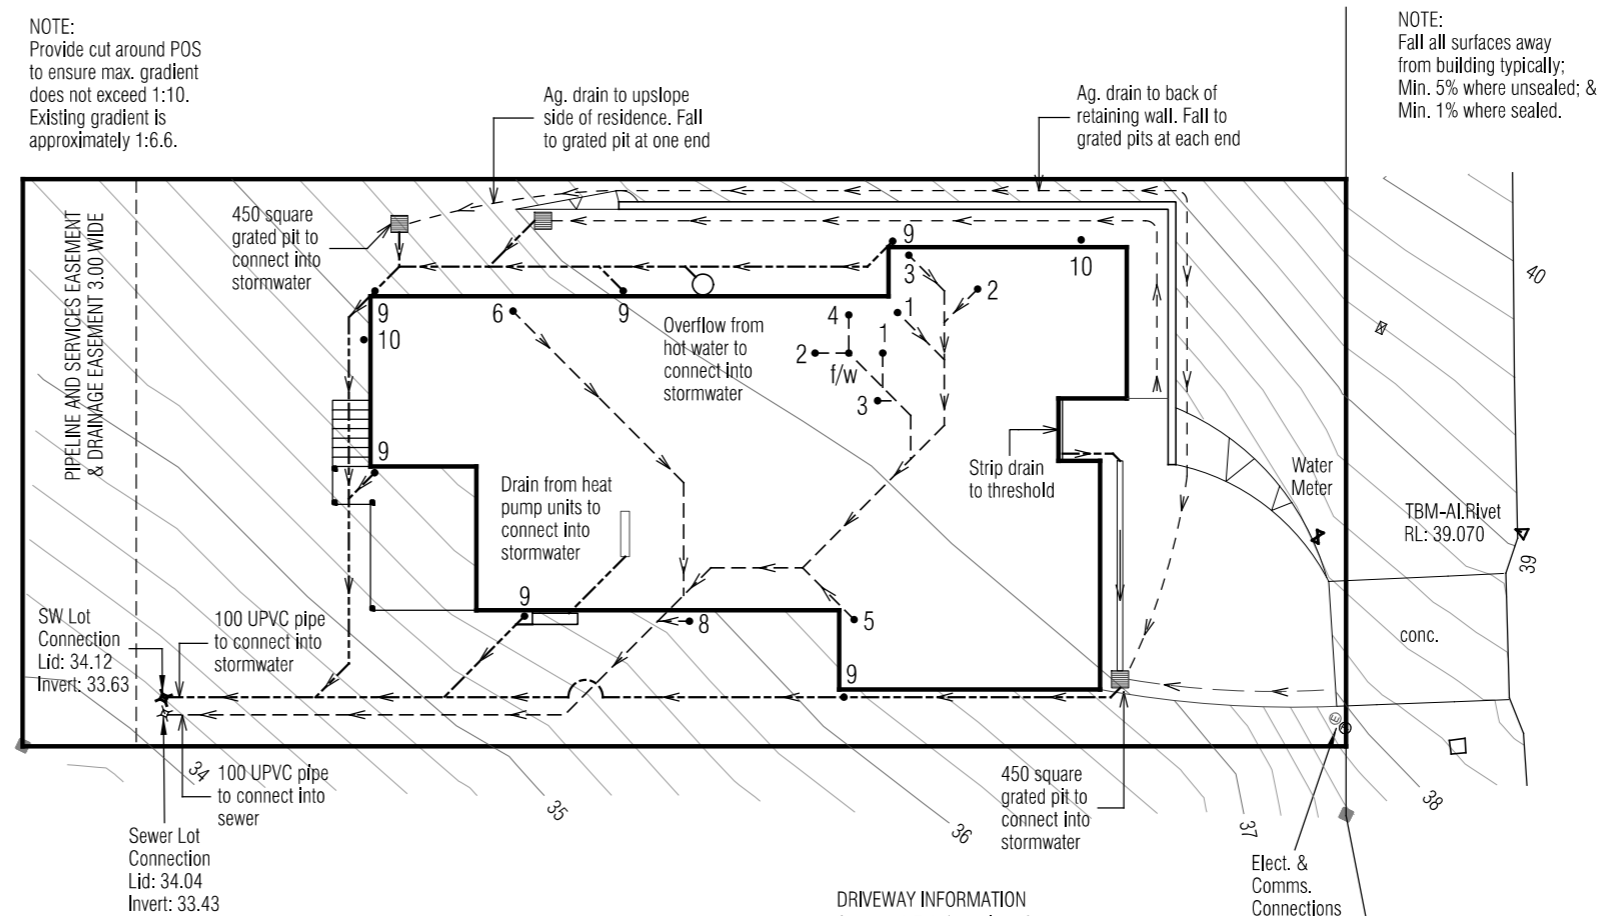 NOTE:
Provide cut around POS
to ensure max. gradient
does not exceed 1:10.
Existing gradient is
approximately 1:6.6.
NOTE:
Fall all surfaces away
from building typically;
Min. 5% where unsealed; &
Min. 1% where sealed.
Ag. drain to upslope
side of residence. Fall
to grated pit at one end
Ag. drain to back of
retaining wall. Fall to
grated pits at each end
PIPELINE AND SERVICES EASEMENT
& DRAINAGE EASEMENT 3.00 WIDE
450 square
grated pit to
connect into
stormwater
9
10
3
2
40
9
10
6
9
4
1
1
2
f/w
3
Overflow from
hot water to
connect into
stormwater
9
Drain from heat
pump units to
connect into
stormwater
Strip drain
to threshold
Water
Meter
TBM-Al.Rivet
RL: 39.070
39
9
8
5
9
conc.
SW Lot
Connection
Lid: 34.12
Invert: 33.63
100 UPVC pipe
to connect into
stormwater
34
100 UPVC pipe
to connect into
sewer
35
36
450 square
grated pit to
connect into
stormwater
37
38
E
Sewer Lot
Connection
Lid: 34.04
Invert: 33.43
Elect. &
Comms.
Connections
DRIVEWAY INFORMATION